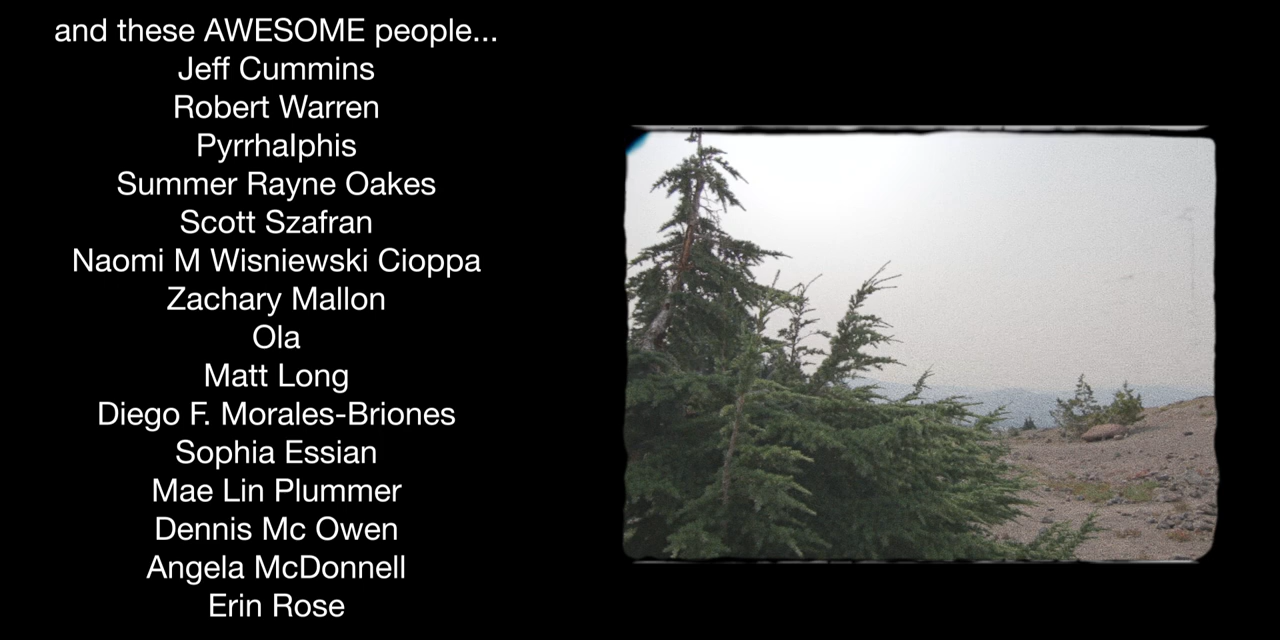 and these AWESOME people...
Jeff Cummins
Robert Warren
Pyrrhalphis
Summer Rayne Oakes
Scott Szafran
Naomi M Wisniewski Cioppa
Zachary Mallon
Ola
Matt Long
Diego F. Morales-Briones
Sophia Essian
Mae Lin Plummer
Dennis Mc Owen
Angela McDonnell
Erin Rose